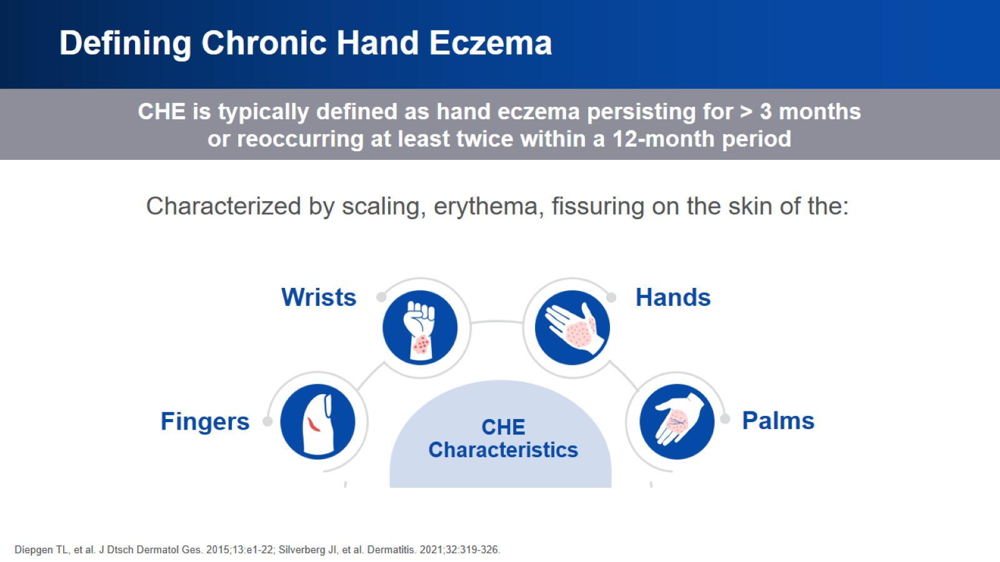 Defining Chronic Hand Eczema
CHE is typically defined as hand eczema persisting for > 3 months
or reoccurring at least twice within a 12-month period
Characterized by scaling, erythema, fissuring on the skin of the:
Wrists
Hands
Fingers
Palms
CHE
Characteristics
Diepgen TL, et al. J Dtsch Dermatol Ges. 2015;13:e1-22; Silverberg JI, et al. Dermatitis. 2021;32:319-326.